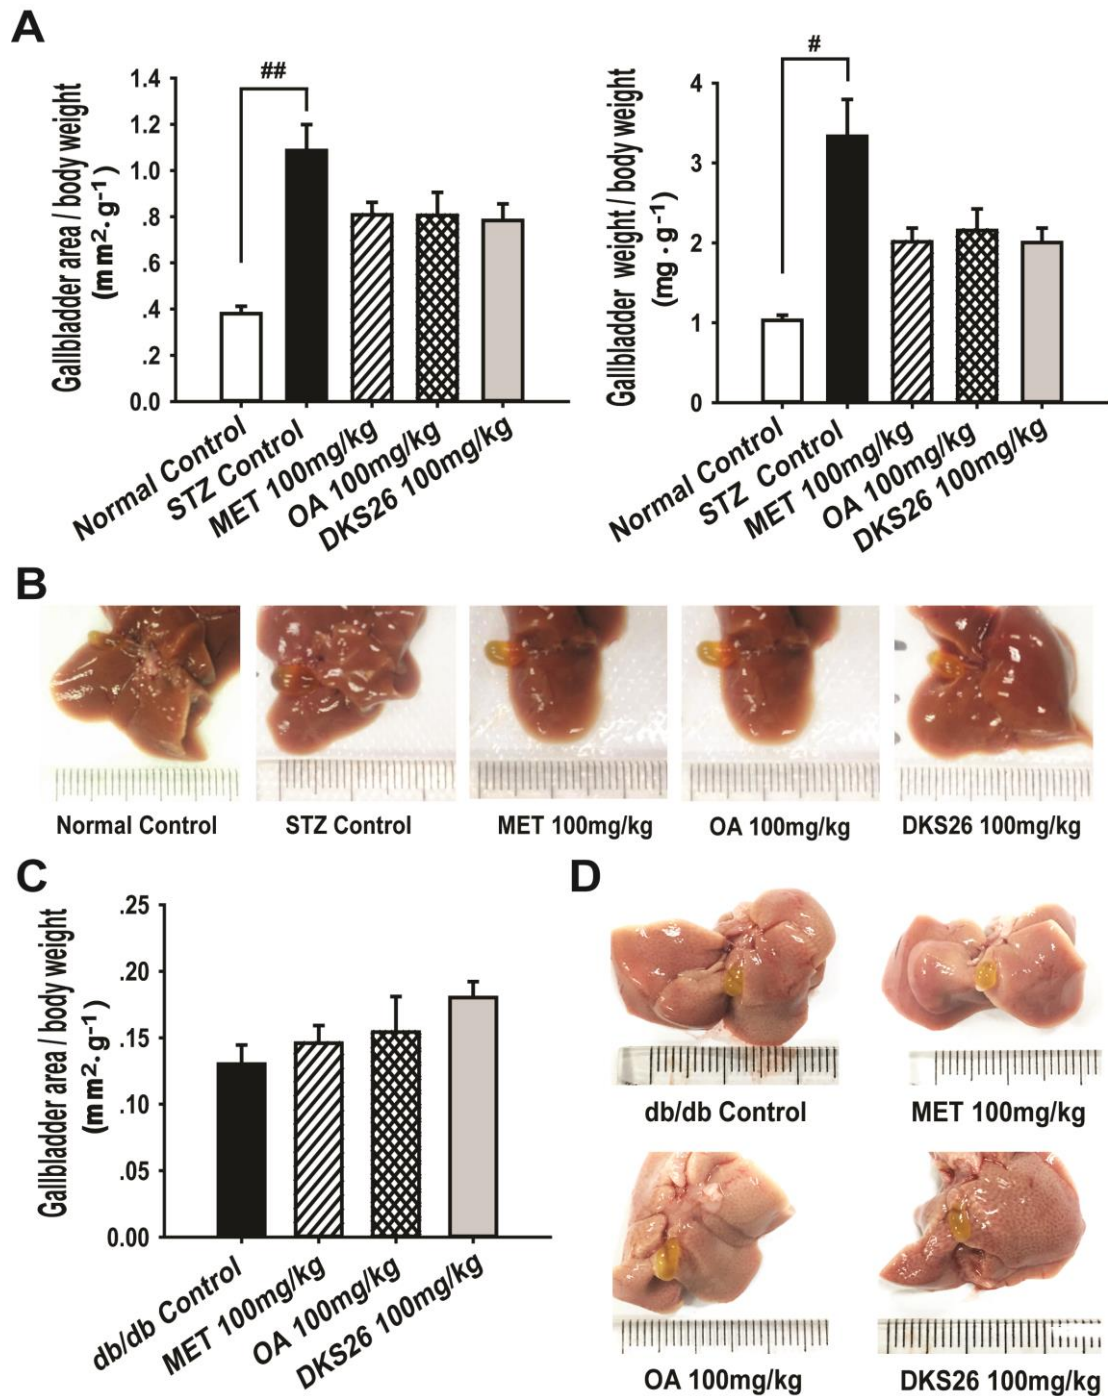 A
Gallbladder area / body weight
(mm²·g⁻¹)
1.4
1.2
1.0
.8
.6
.4
.2
0.0
##
Normal Control
STZ Control
MET 100mg/kg
OA 100mg/kg
DKS26 100mg/kg
Gallbladder weight / body weight
(mg·g⁻¹)
4
3
2
1
0
#
Normal Control
STZ Control
MET 100mg/kg
OA 100mg/kg
DKS26 100mg/kg
B
Normal Control
STZ Control
MET 100mg/kg
OA 100mg/kg
DKS26 100mg/kg
C
Gallbladder area / body weight
(mm²·g⁻¹)
.25
.20
.15
.10
.05
0.00
db/db Control
MET 100mg/kg
OA 100mg/kg
DKS26 100mg/kg
D
db/db Control
MET 100mg/kg
OA 100mg/kg
DKS26 100mg/kg